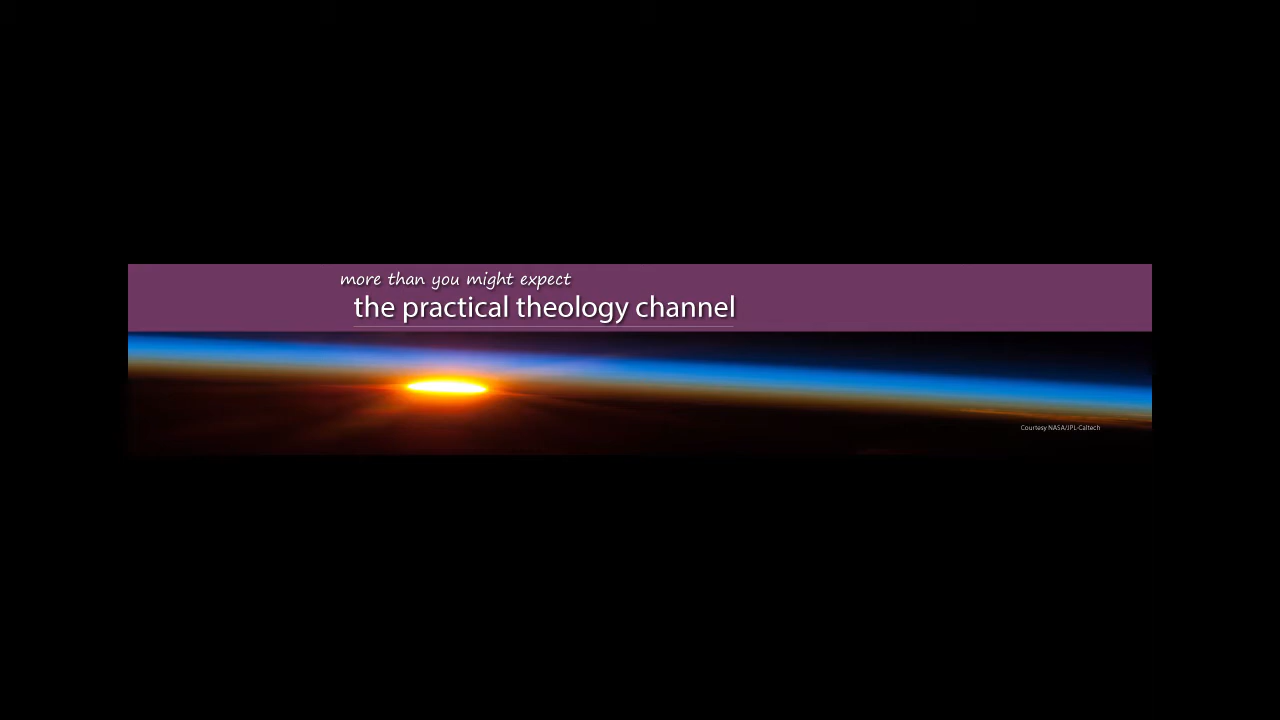 more than you might expect
the practical theology channel
Courtesy NASA/JPL-Caltech